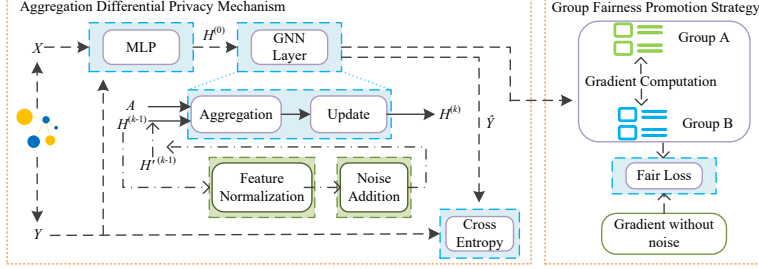 Aggregation Differential Privacy Mechanism
X
MLP
H^{(0)}
GNN
Layer
A
H^{(k-1)}
Aggregation
Update
H^{(k)}
H'^{(k-1)}
Ŷ
Feature
Normalization
Noise
Addition
Y
Cross
Entropy
Group Fairness Promotion Strategy
Group A
Gradient Computation
Group B
Fair Loss
Gradient without
noise